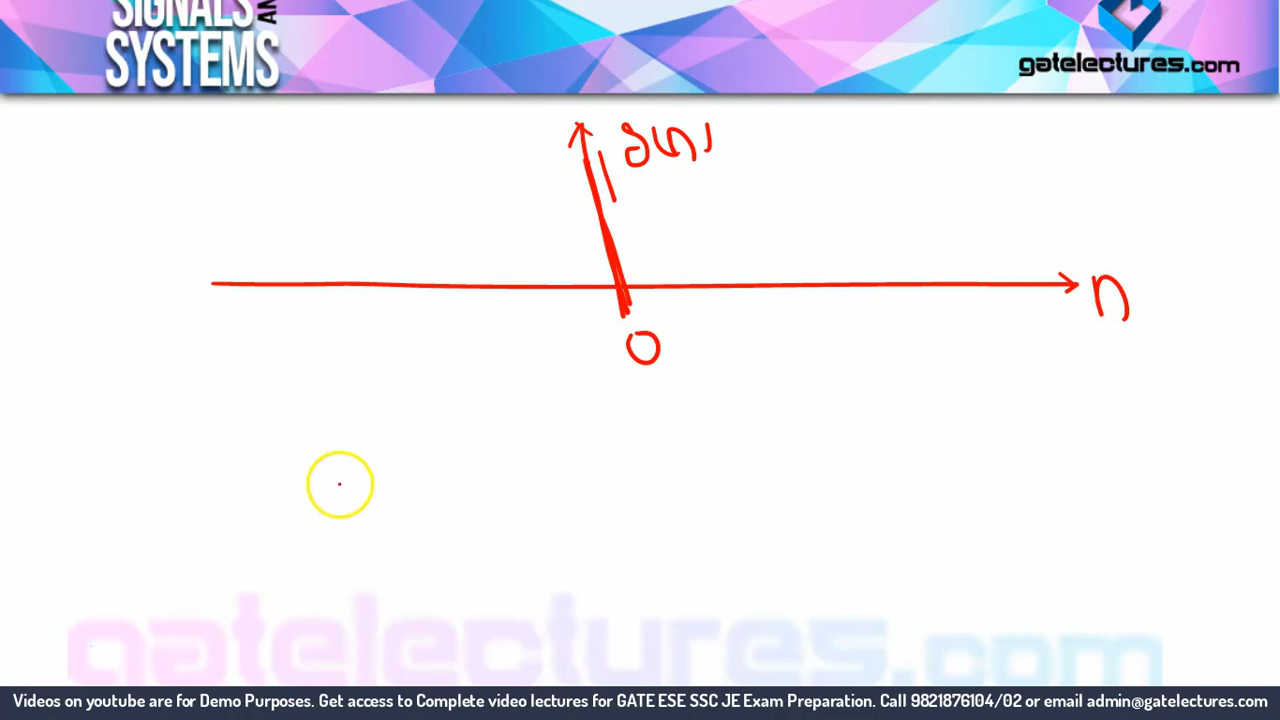 SIGNALS AND
SYSTEMS
gatelectures.com
δ(n)
n
0
gatelectures.com
Videos on youtube are for Demo Purposes. Get access to Complete video lectures for GATE ESE SSC JE Exam Preparation. Call 9821876104/02 or email admin@gatelectures.com